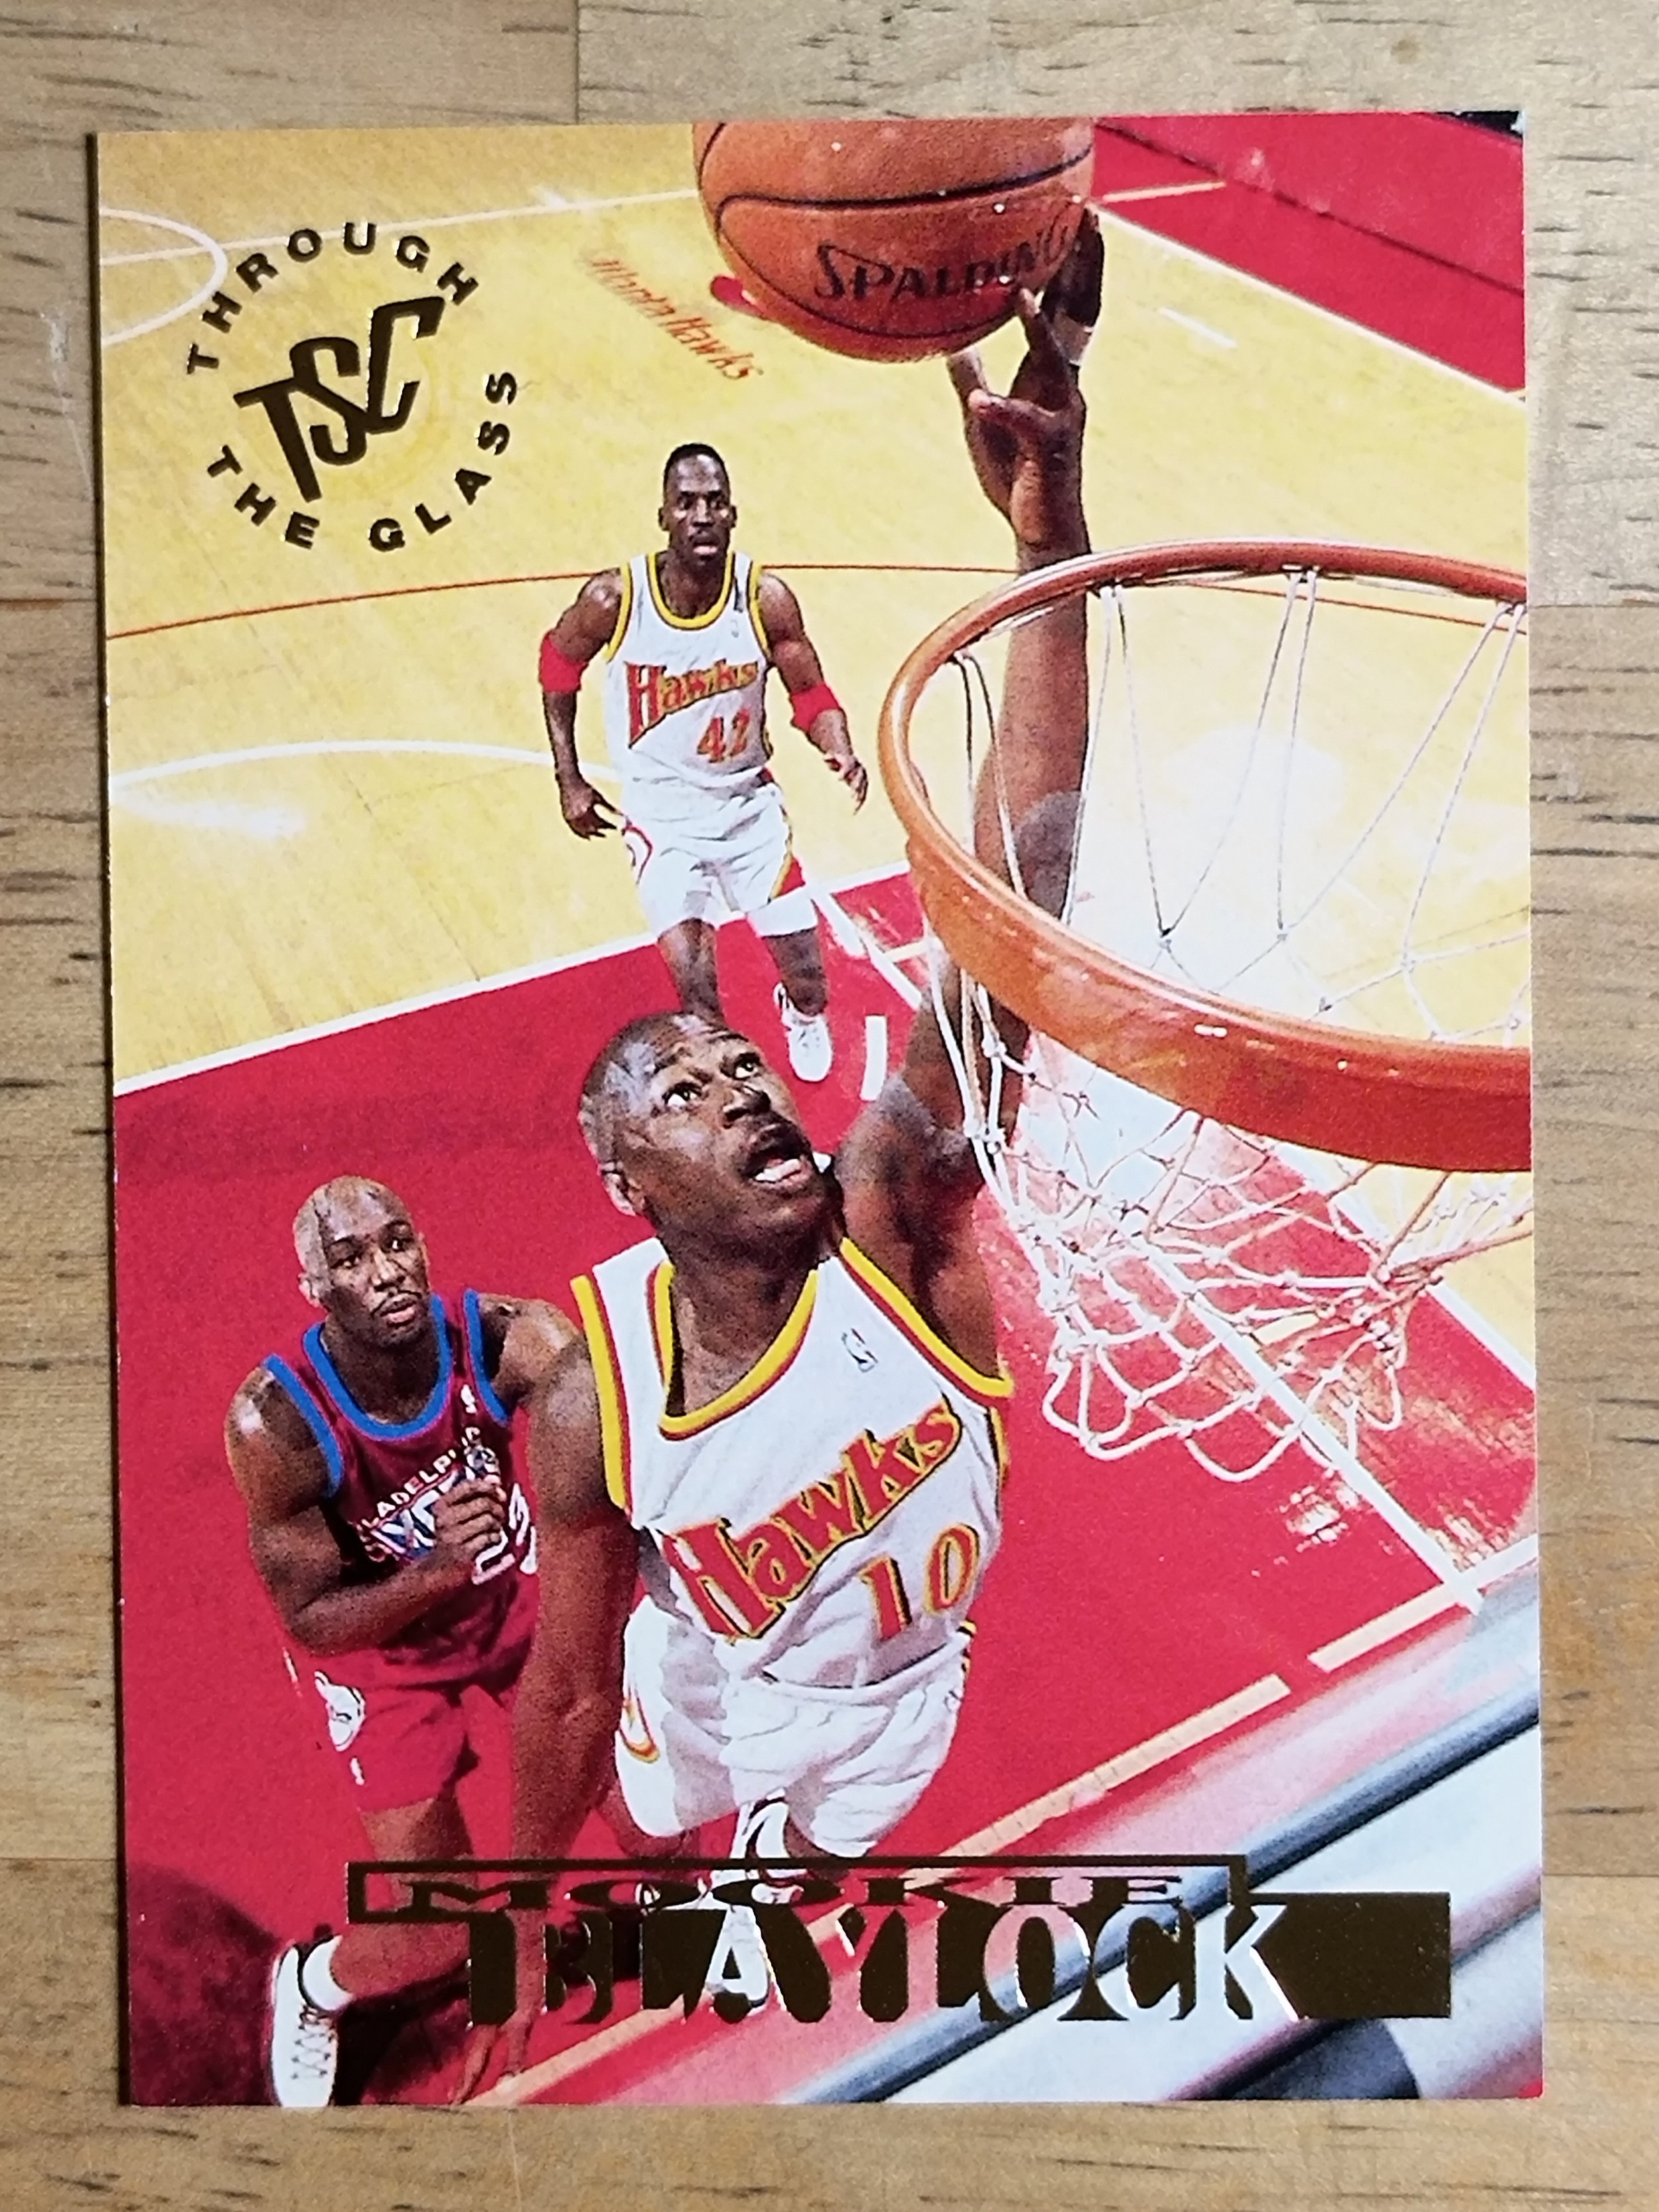 THROUGH
TSC
THE GLASS
SPALDING
Atlanta Hawks
Hawks
42
Hawks
10
MOOKIE
BLAYLOCK